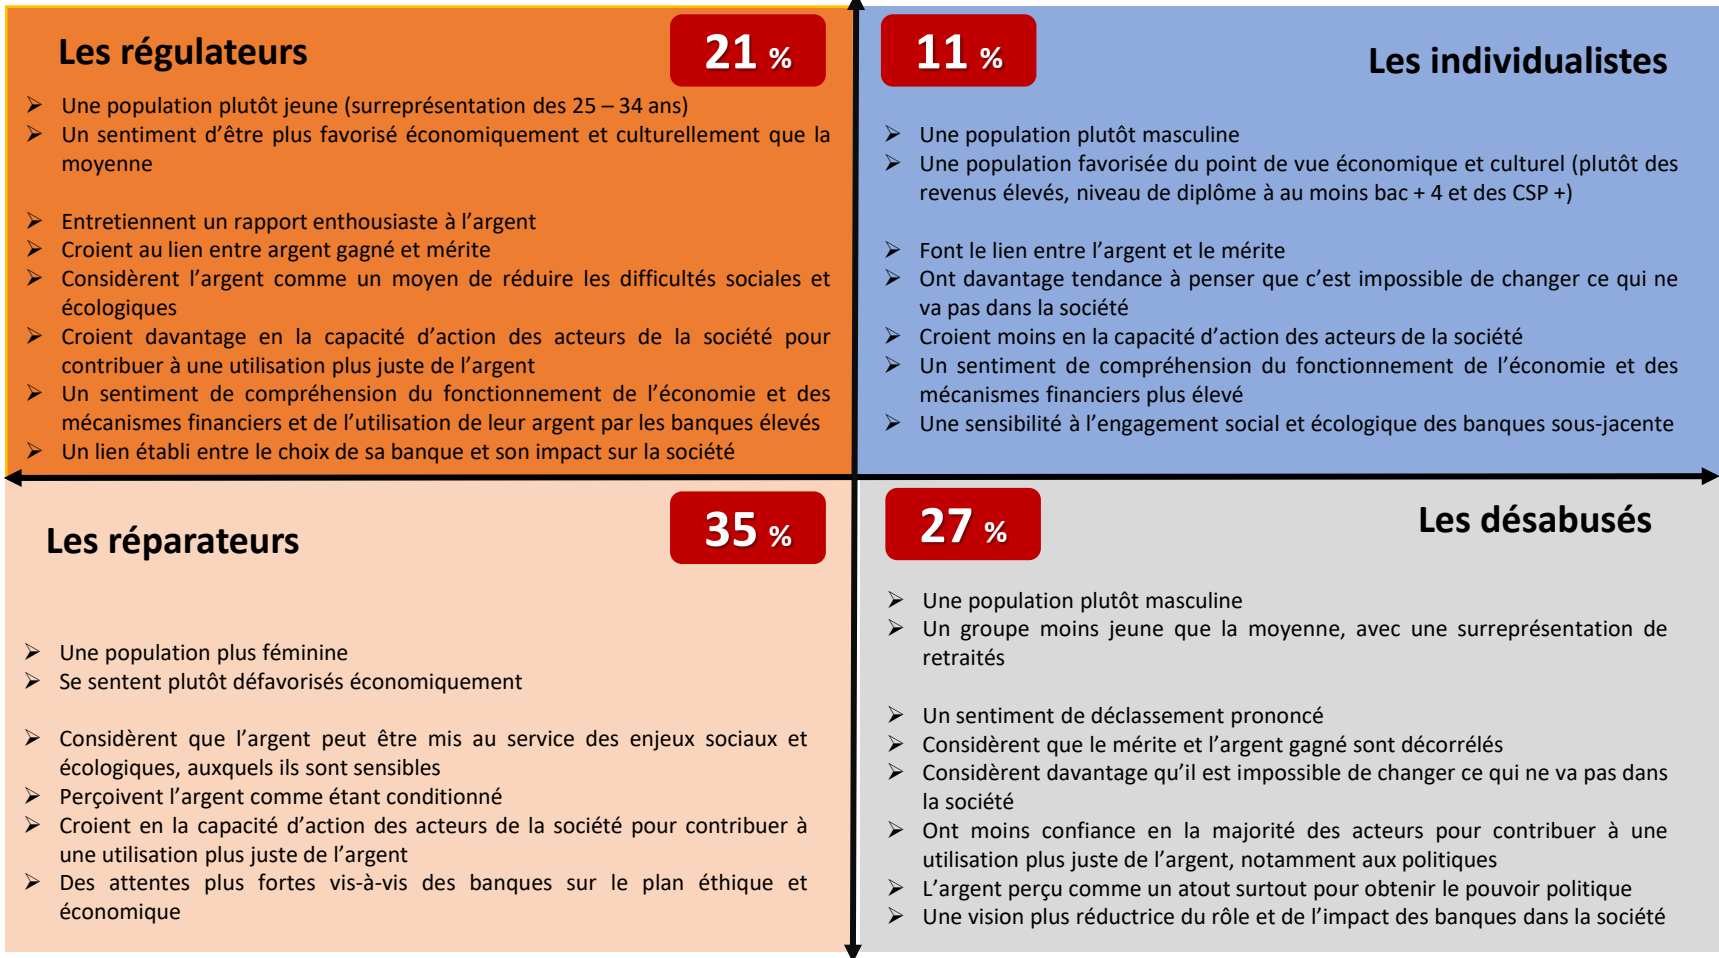 Les régulateurs
21 %
➢ Une population plutôt jeune (surreprésentation des 25 – 34 ans)
➢ Un sentiment d’être plus favorisé économiquement et culturellement que la
moyenne
➢ Entretiennent un rapport enthousiaste à l’argent
➢ Croient au lien entre argent gagné et mérite
➢ Considèrent l’argent comme un moyen de réduire les difficultés sociales et
écologiques
➢ Croient davantage en la capacité d’action des acteurs de la société pour
contribuer à une utilisation plus juste de l’argent
➢ Un sentiment de compréhension du fonctionnement de l’économie et des
mécanismes financiers et de l’utilisation de leur argent par les banques élevés
➢ Un lien établi entre le choix de sa banque et son impact sur la société
11 %
Les individualistes
➢ Une population plutôt masculine
➢ Une population favorisée du point de vue économique et culturel (plutôt des
revenus élevés, niveau de diplôme à au moins bac + 4 et des CSP +)
➢ Font le lien entre l’argent et le mérite
➢ Ont davantage tendance à penser que c’est impossible de changer ce qui ne
va pas dans la société
➢ Croient moins en la capacité d’action des acteurs de la société
➢ Un sentiment de compréhension du fonctionnement de l’économie et des
mécanismes financiers plus élevé
➢ Une sensibilité à l’engagement social et écologique des banques sous-jacente
Les réparateurs
35 %
➢ Une population plus féminine
➢ Se sentent plutôt défavorisés économiquement
➢ Considèrent que l’argent peut être mis au service des enjeux sociaux et
écologiques, auxquels ils sont sensibles
➢ Perçoivent l’argent comme étant conditionné
➢ Croient en la capacité d’action des acteurs de la société pour contribuer à
une utilisation plus juste de l’argent
➢ Des attentes plus fortes vis-à-vis des banques sur le plan éthique et
économique
27 %
Les désabusés
➢ Une population plutôt masculine
➢ Un groupe moins jeune que la moyenne, avec une surreprésentation de
retraités
➢ Un sentiment de déclassement prononcé
➢ Considèrent que le mérite et l’argent gagné sont décorrélés
➢ Considèrent davantage qu’il est impossible de changer ce qui ne va pas dans
la société
➢ Ont moins confiance en la majorité des acteurs pour contribuer à une
utilisation plus juste de l’argent, notamment aux politiques
➢ L’argent perçu comme un atout surtout pour obtenir le pouvoir politique
➢ Une vision plus réductrice du rôle et de l’impact des banques dans la société